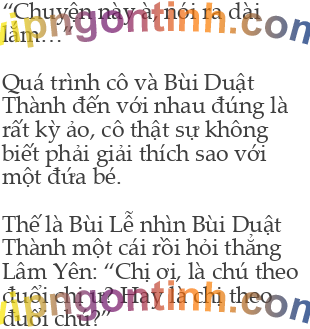 “Chuyện này à, nói ra dài
lắm…”
vipngontinh.com
Quá trình cô và Bùi Duật
Thành đến với nhau đúng là
rất kỳ ảo, cô thật sự không
biết phải giải thích sao với
một đứa bé.
Thế là Bùi Lễ nhìn Bùi Duật
Thành một cái rồi hỏi thẳng
Lâm Yên: “Chị ơi, là chú theo
đuổi chị ư? Hay là chị theo
vipngontinh.com
đuổi chú?”